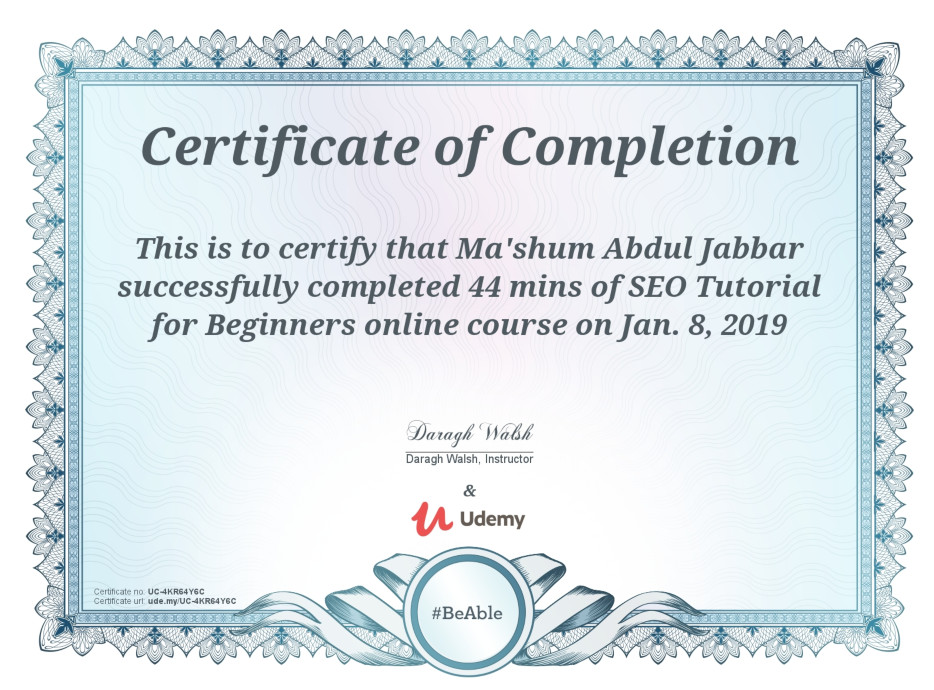 Certificate of Completion
This is to certify that Ma'shum Abdul Jabbar
successfully completed 44 mins of SEO Tutorial
for Beginners online course on Jan. 8, 2019
Daragh Walsh
Daragh Walsh, Instructor
&
Udemy
Certificate no: UC-4KR64Y6C
Certificate url: ude.my/UC-4KR64Y6C
#BeAble